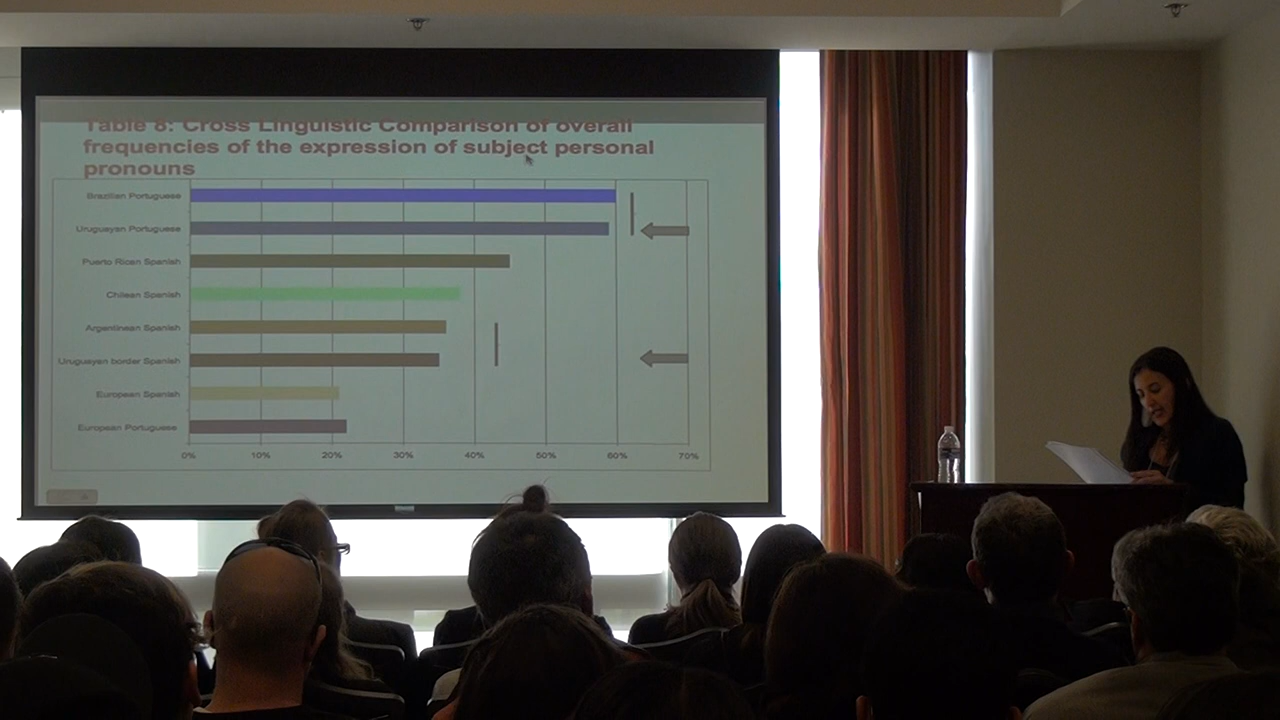 Table 8: Cross Linguistic Comparison of overall
frequencies of the expression of subject personal
pronouns
Brazilian Portuguese
Uruguayan Portuguese
Puerto Rican Spanish
Chilean Spanish
Argentinean Spanish
Uruguayan border Spanish
European Spanish
European Portuguese
0% 10% 20% 30% 40% 50% 60% 70%